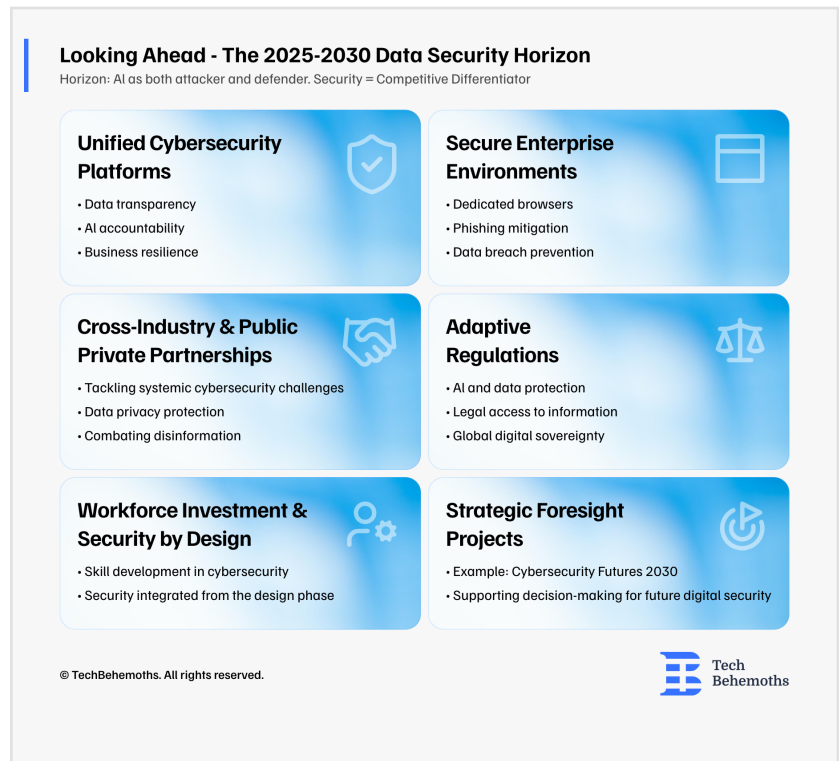 Looking Ahead - The 2025-2030 Data Security Horizon
Horizon: AI as both attacker and defender. Security = Competitive Differentiator
Unified Cybersecurity
Platforms
• Data transparency
• AI accountability
• Business resilience
Secure Enterprise
Environments
• Dedicated browsers
• Phishing mitigation
• Data breach prevention
Cross-Industry & Public
Private Partnerships
• Tackling systemic cybersecurity challenges
• Data privacy protection
• Combating disinformation
Adaptive
Regulations
• AI and data protection
• Legal access to information
• Global digital sovereignty
Workforce Investment &
Security by Design
• Skill development in cybersecurity
• Security integrated from the design phase
Strategic Foresight
Projects
• Example: Cybersecurity Futures 2030
• Supporting decision-making for future digital security
© TechBehemoths. All rights reserved.
Tech
Behemoths